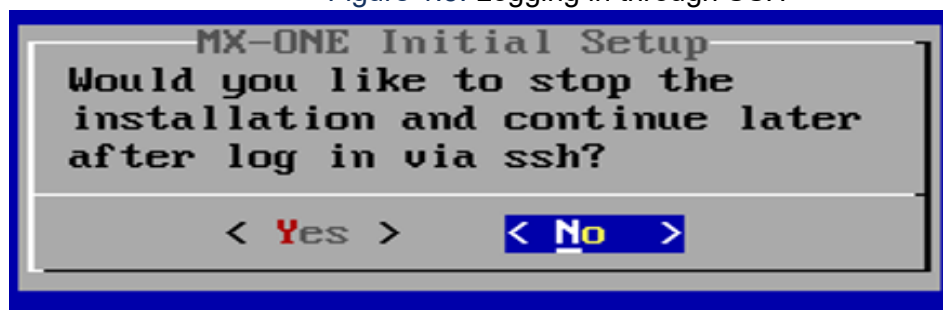 MX-ONE Initial Setup
Would you like to stop the
installation and continue later
after log in via ssh?
< Yes > < No >